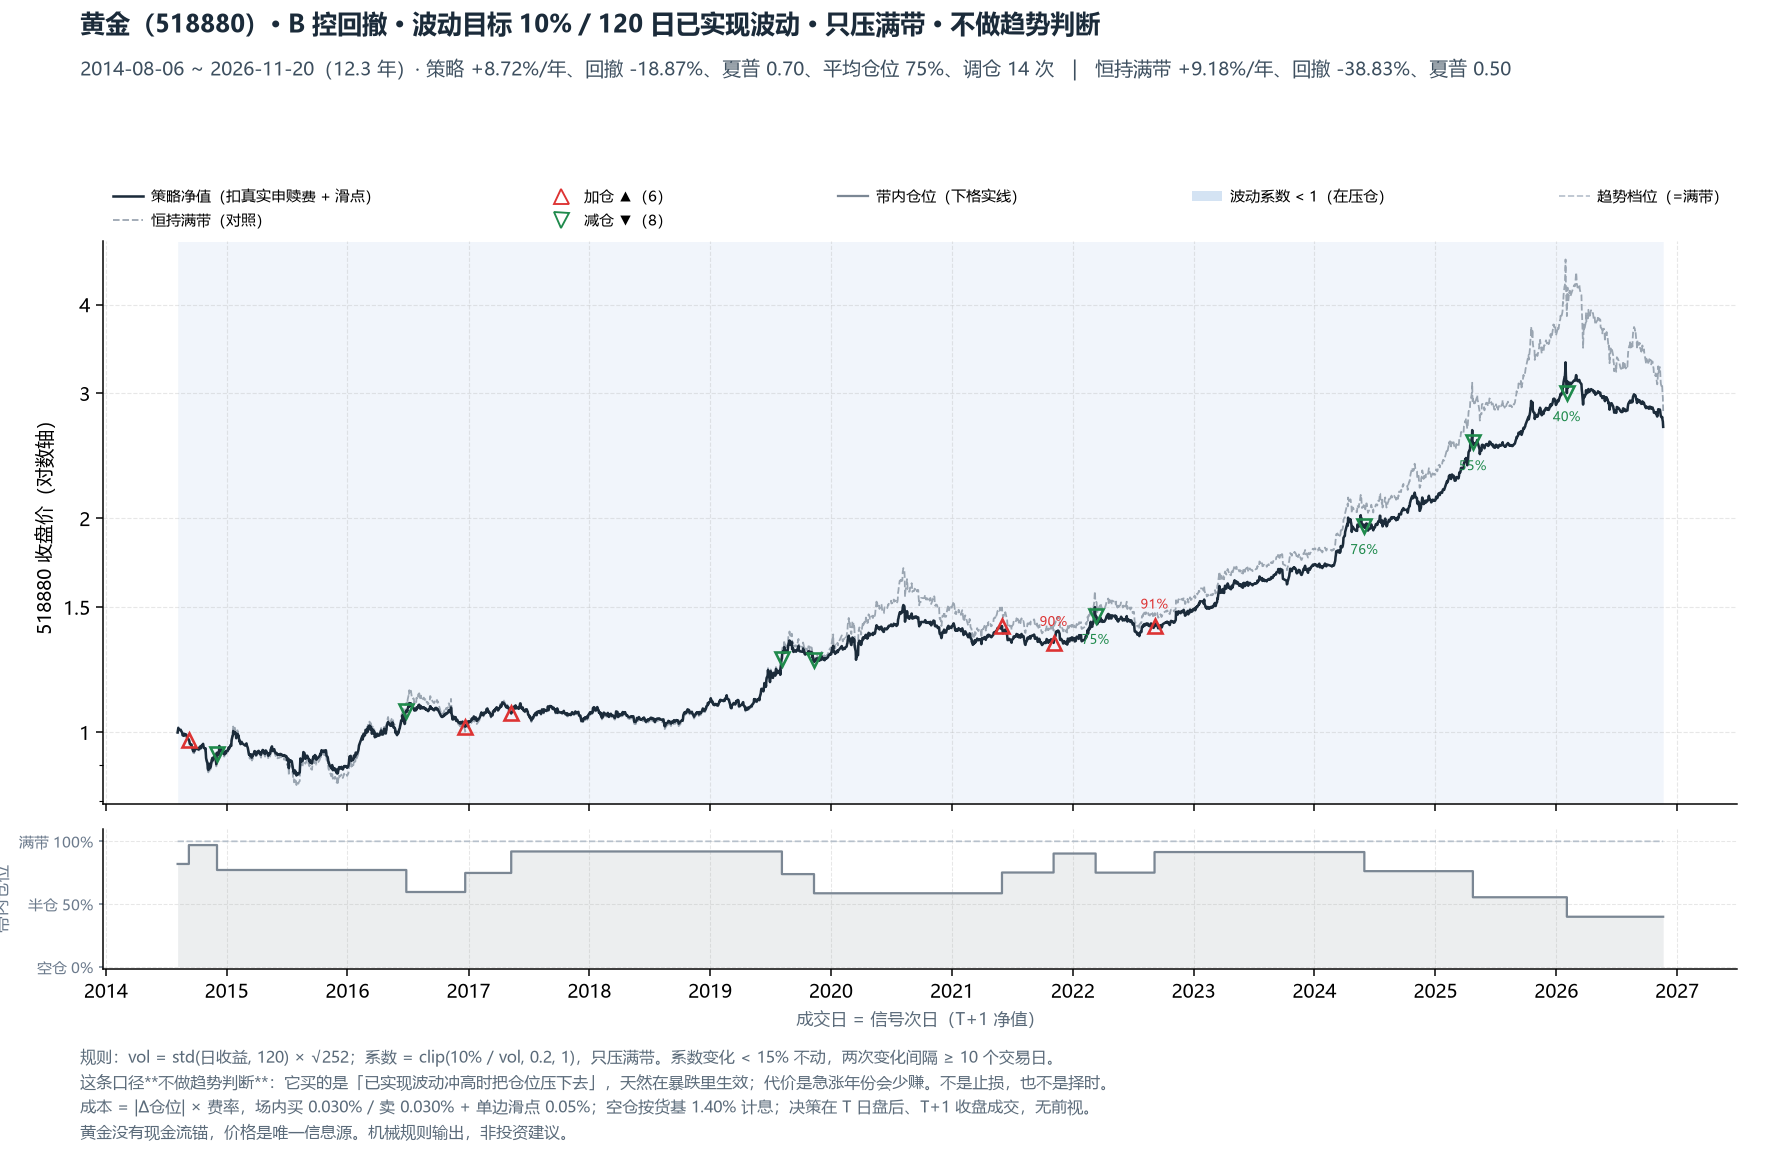 黄金（518880）• B 控回撤 • 波动目标 10% / 120 日已实现波动 • 只压满带 • 不做趋势判断
2014-08-06 ~ 2026-11-20（12.3 年）· 策略 +8.72%/年、回撤 -18.87%、夏普 0.70、平均仓位 75%、调仓 14 次 | 恒持满带 +9.18%/年、回撤 -38.83%、夏普 0.50
策略净值（扣真实申赎费 + 滑点）
加仓 ▲（6）
带内仓位（下格实线）
波动系数 < 1（在压仓）
趋势档位（=满带）
恒持满带（对照）
减仓 ▼（8）
518880 收盘价（对数轴）
4
3
2
1.5
1
90%
75%
91%
76%
55%
40%
带内仓位
满带 100%
半仓 50%
空仓 0%
2014 2015 2016 2017 2018 2019 2020 2021 2022 2023 2024 2025 2026 2027
成交日 = 信号次日（T+1 净值）
规则：vol = std(日收益, 120) × √252；系数 = clip(10% / vol, 0.2, 1)，只压满带。系数变化 < 15% 不动，两次变化间隔 ≥ 10 个交易日。
这条口径**不做趋势判断**：它买的是「已实现波动冲高时把仓位压下去」，天然在暴跌里生效；代价是急涨年份会少赚。不是止损，也不是择时。
成本 = |Δ仓位| × 费率，场内买 0.030% / 卖 0.030% + 单边滑点 0.05%；空仓按货基 1.40% 计息；决策在 T 日盘后、T+1 收盘成交，无前视。
黄金没有现金流锚，价格是唯一信息源。机械规则输出，非投资建议。